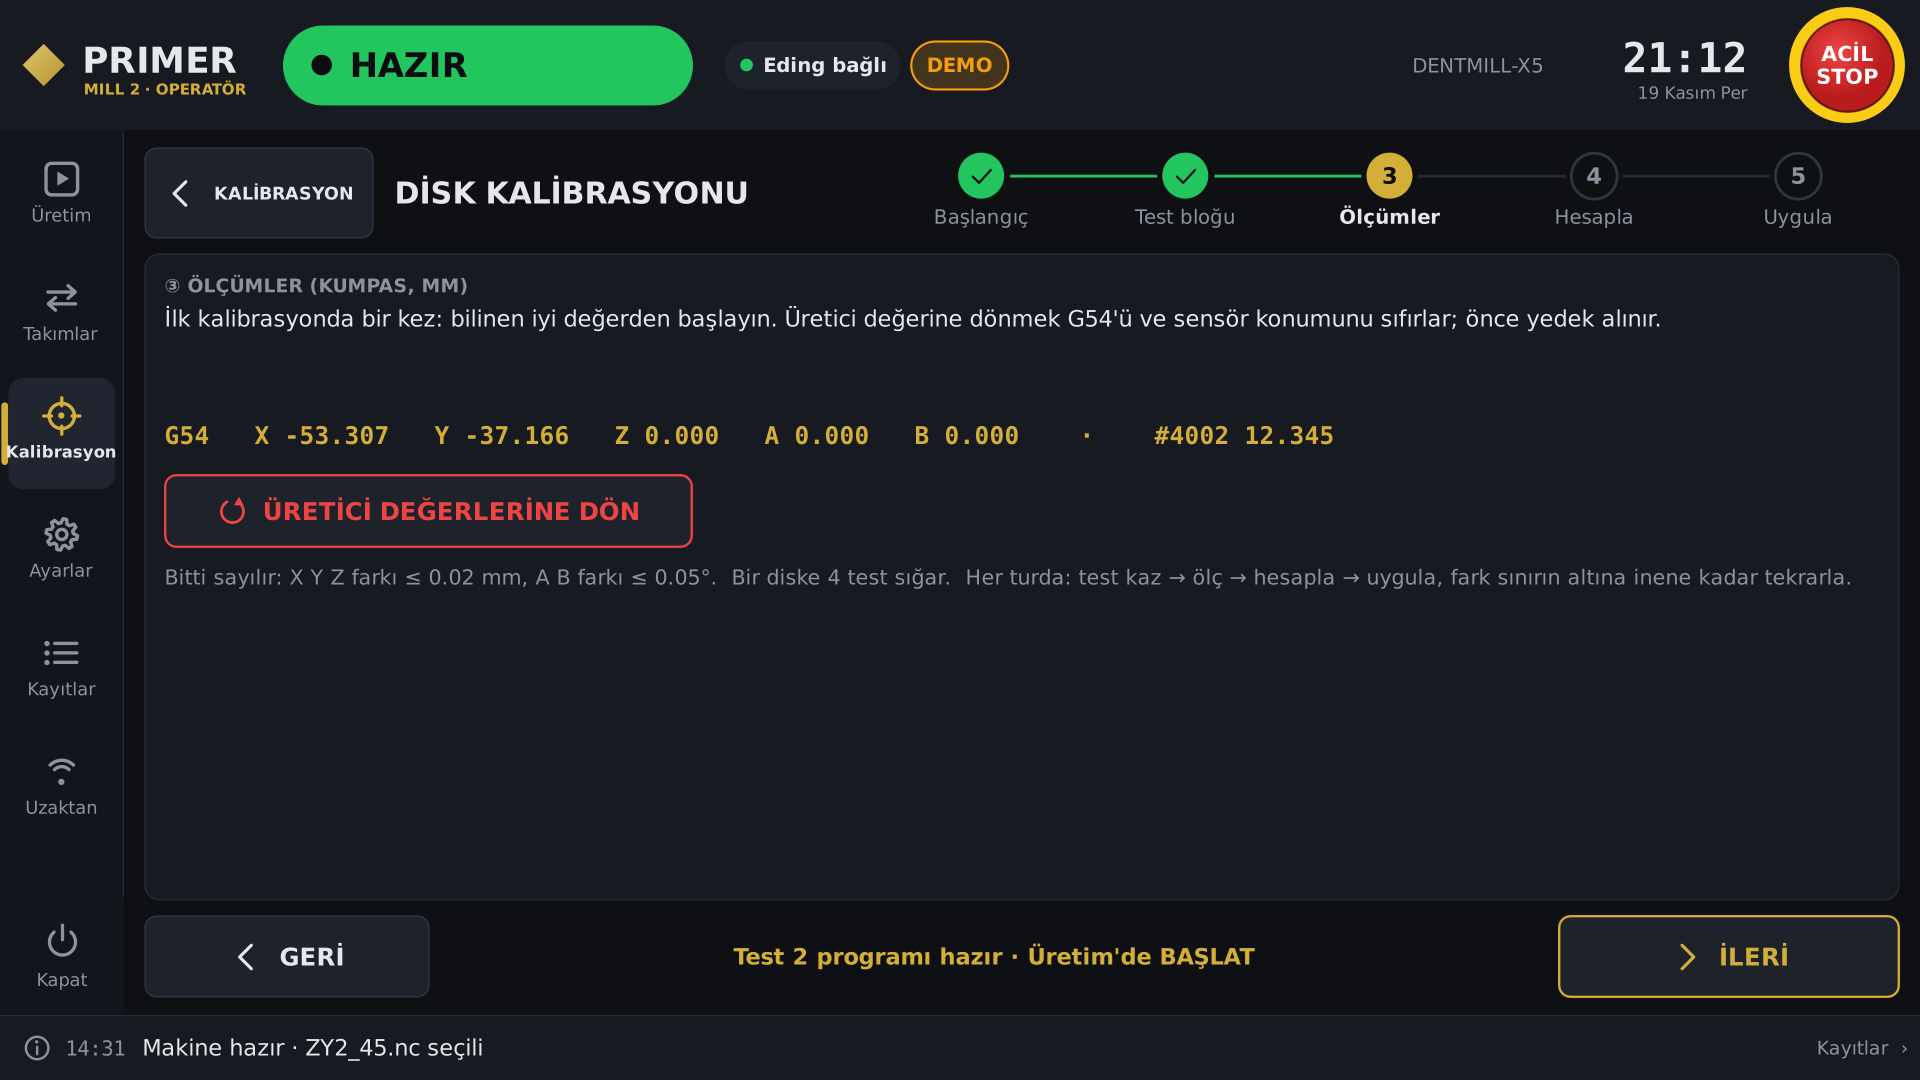 PRIMER
MILL 2 · OPERATÖR
HAZIR
Eding bağlı
DEMO
DENTMILL-X5
21:12
19 Kasım Per
ACİL
STOP
Üretim
Takımlar
Kalibrasyon
Ayarlar
Kayıtlar
Uzaktan
Kapat
KALİBRASYON
DİSK KALİBRASYONU
Başlangıç
Test bloğu
3
Ölçümler
4
Hesapla
5
Uygula
③ ÖLÇÜMLER (KUMPAS, MM)
İlk kalibrasyonda bir kez: bilinen iyi değerden başlayın. Üretici değerine dönmek G54'ü ve sensör konumunu sıfırlar; önce yedek alınır.
G54 X -53.307 Y -37.166 Z 0.000 A 0.000 B 0.000 · #4002 12.345
ÜRETİCİ DEĞERLERİNE DÖN
Bitti sayılır: X Y Z farkı ≤ 0.02 mm, A B farkı ≤ 0.05°. Bir diske 4 test sığar. Her turda: test kaz → ölç → hesapla → uygula, fark sınırın altına inene kadar tekrarla.
GERİ
Test 2 programı hazır · Üretim'de BAŞLAT
İLERİ
14:31 Makine hazır · ZY2_45.nc seçili
Kayıtlar ›